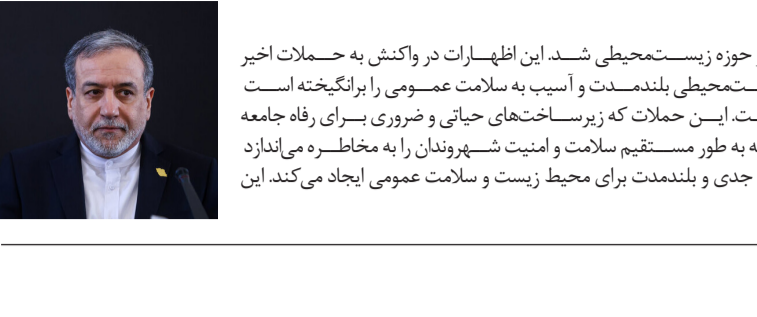 حوزه زیست‌محیطی شد. این اظهارات در واکنش به حملات اخیر
ست‌محیطی بلندمدت و آسیب به سلامت عمومی را برانگیخته است
ت. این حملات که زیرساخت‌های حیاتی و ضروری برای رفاه جامعه
ه به طور مستقیم سلامت و امنیت شهروندان را به مخاطره می‌اندازد
جدی و بلندمدت برای محیط زیست و سلامت عمومی ایجاد می‌کند. این